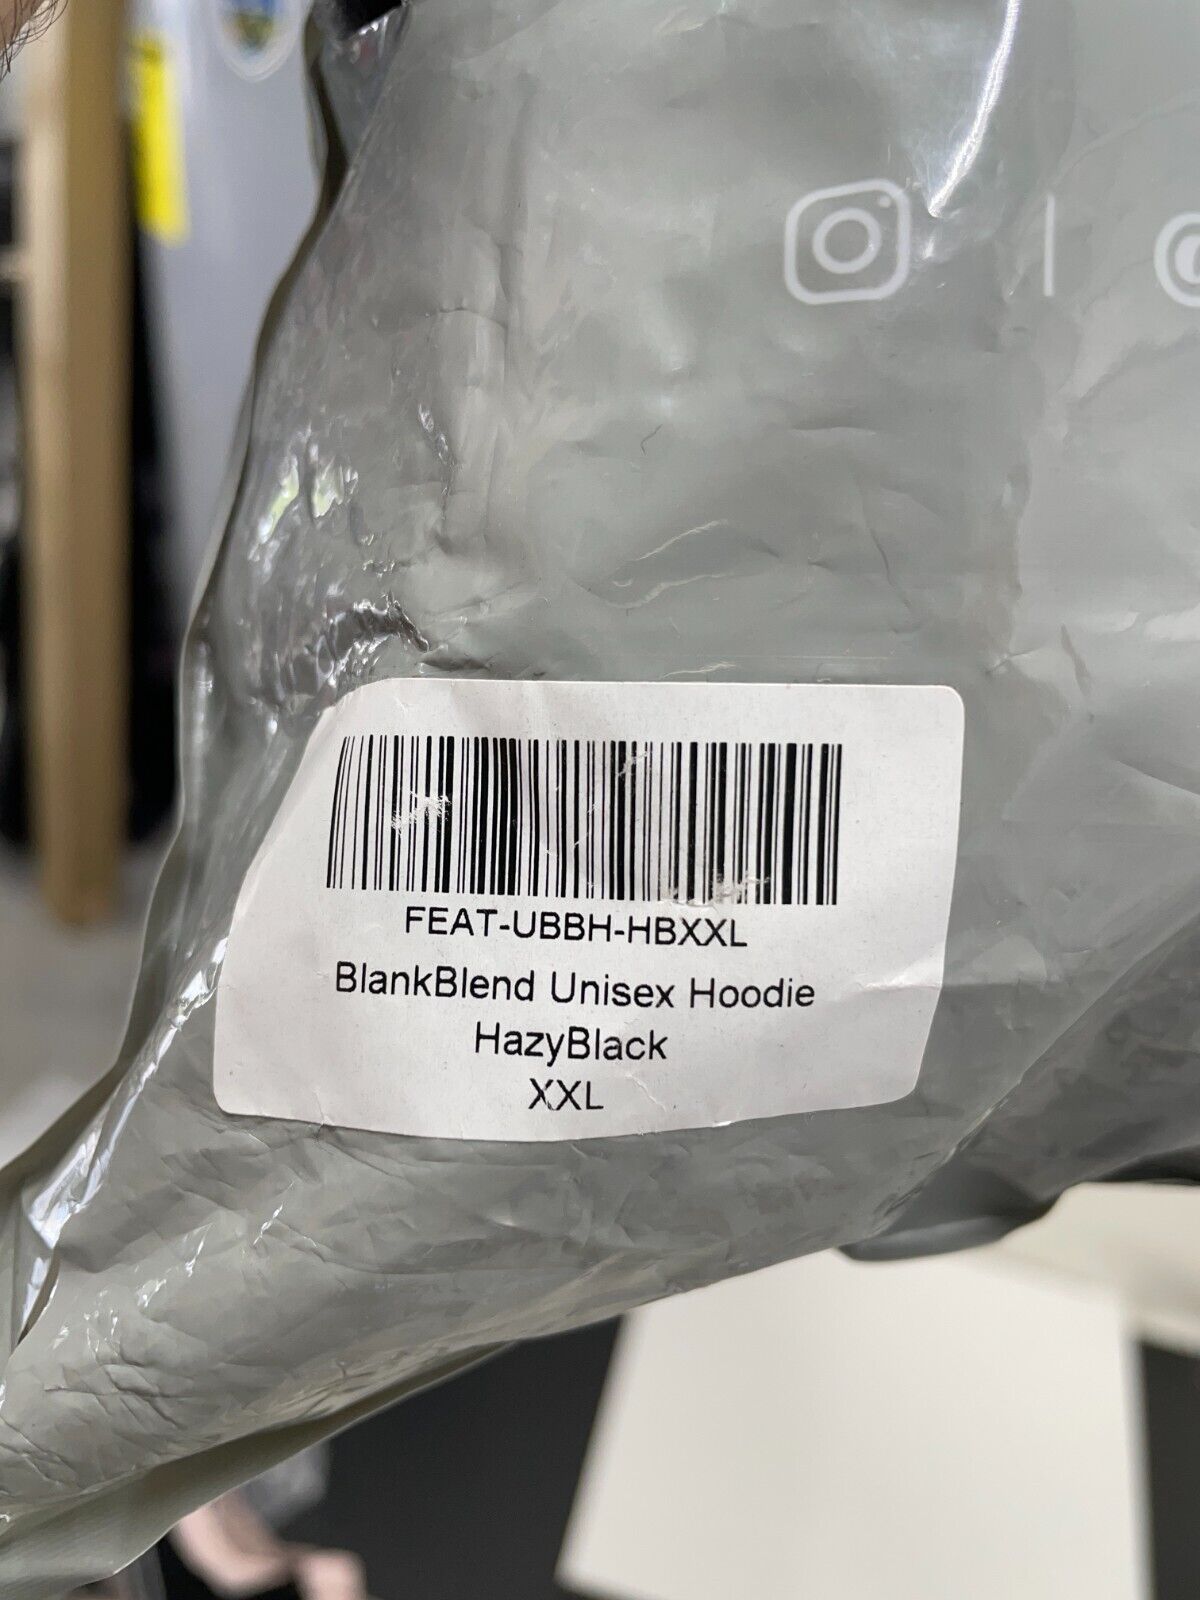 FEAT-UBBH-HBXXL
BlankBlend Unisex Hoodie
HazyBlack
XXL